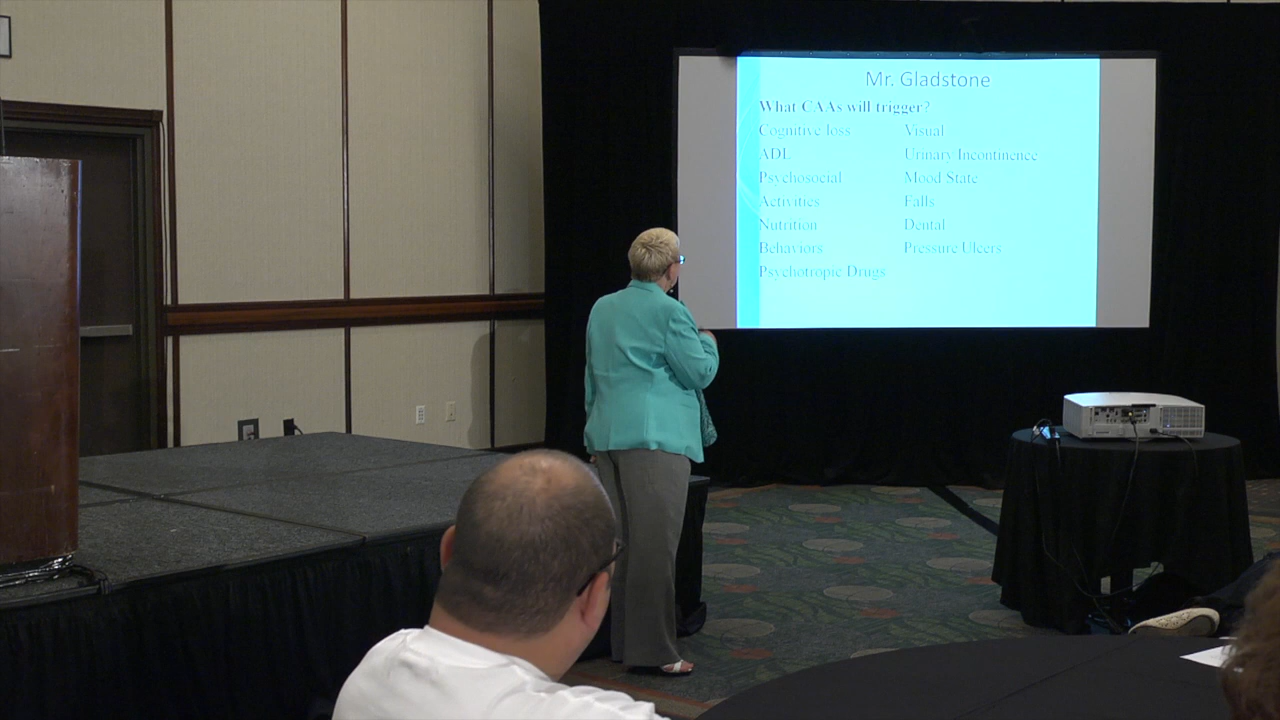 Mr. Gladstone
What CAAs will trigger?
Cognitive loss Visual
ADL Urinary Incontinence
Psychosocial Mood State
Activities Falls
Nutrition Dental
Behaviors Pressure Ulcers
Psychotropic Drugs